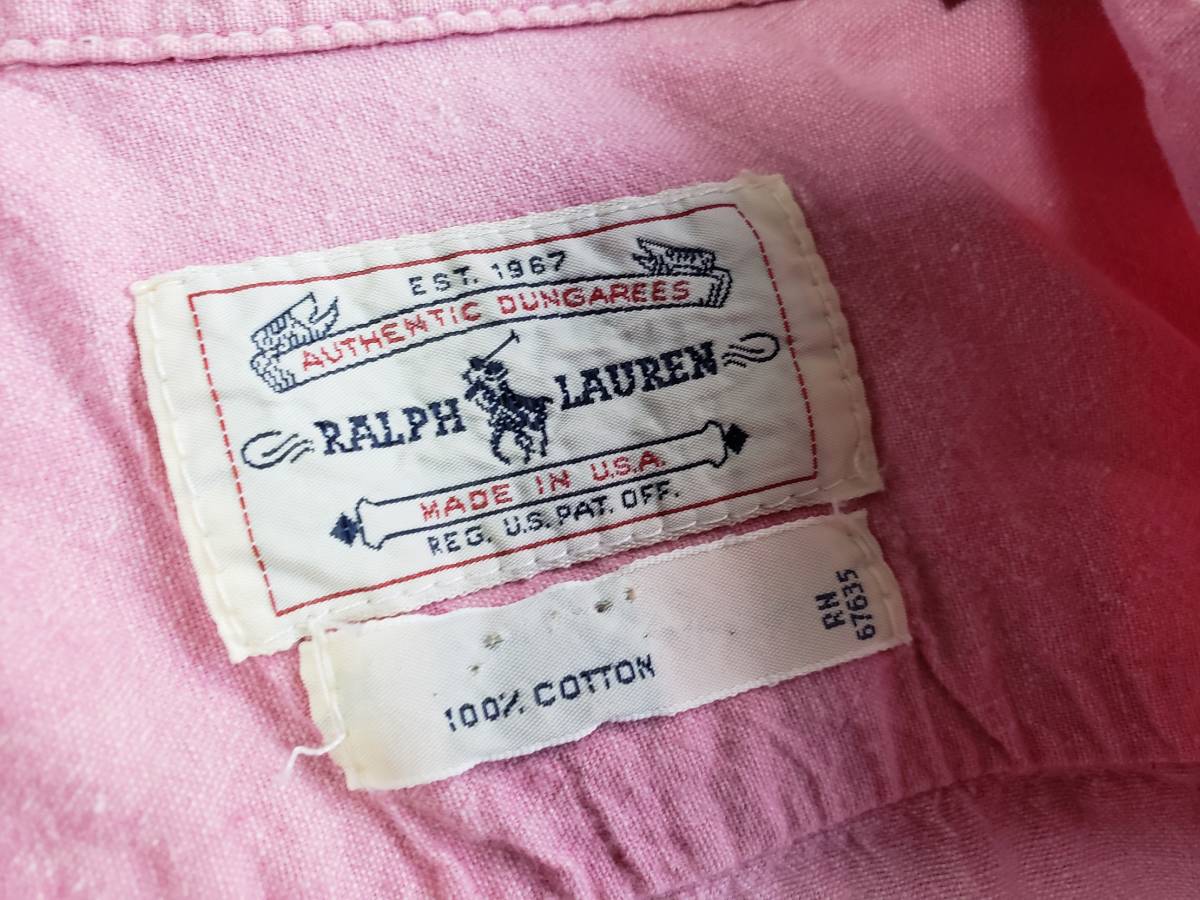 EST. 1967
AUTHENTIC DUNGAREES
RALPH LAUREN
MADE IN U.S.A.
REG. U.S. PAT. OFF.
100% COTTON
RN
67635